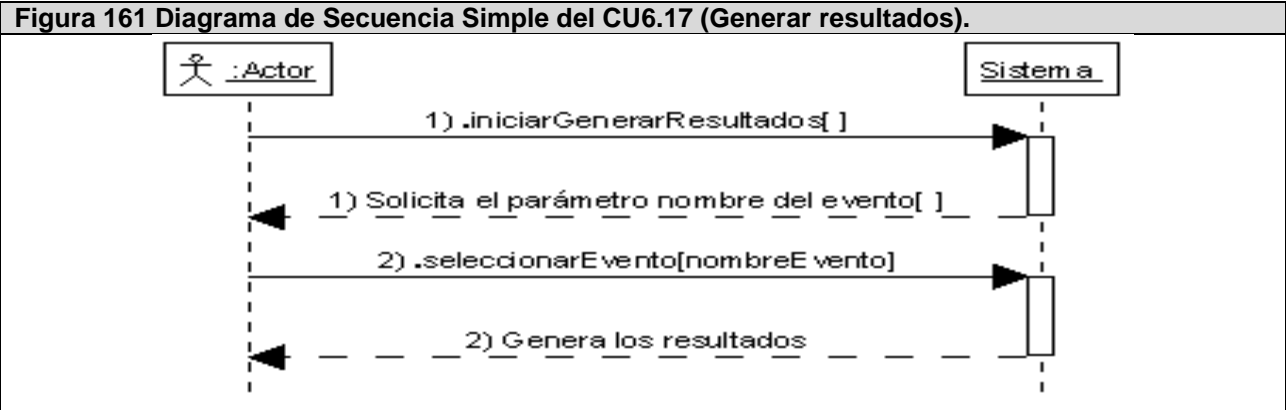 Figura 161 Diagrama de Secuencia Simple del CU6.17 (Generar resultados).
:Actor
Sistema
1) .iniciarGenerarResultados[ ]
1) Solicita el parámetro nombre del evento[ ]
2) .seleccionarEvento[nombreEvento]
2) Genera los resultados